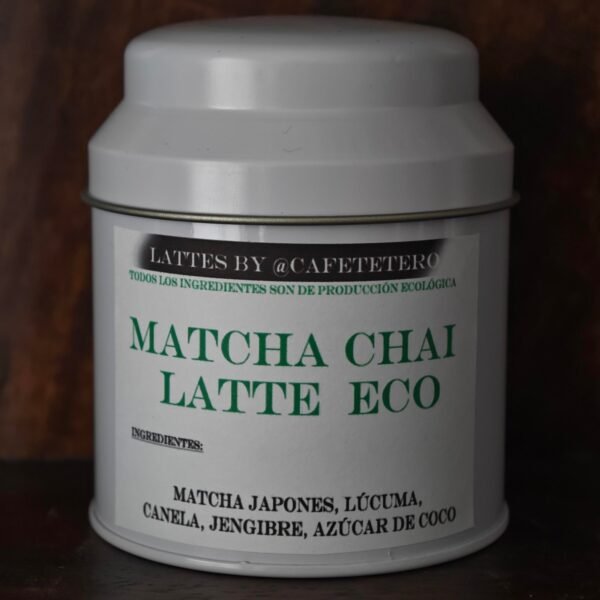 LATTES BY @CAFETETERO
TODOS LOS INGREDIENTES SON DE PRODUCCIÓN ECOLÓGICA
MATCHA CHAI
LATTE ECO
INGREDIENTES:
MATCHA JAPONES, LÚCUMA,
CANELA, JENGIBRE, AZÚCAR DE COCO